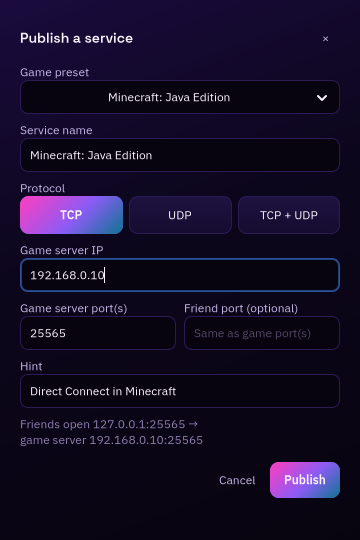 Publish a service
×
Game preset
Minecraft: Java Edition
Service name
Minecraft: Java Edition
Protocol
TCP
UDP
TCP + UDP
Game server IP
192.168.0.10
Game server port(s)
Friend port (optional)
25565
Same as game port(s)
Hint
Direct Connect in Minecraft
Friends open 127.0.0.1:25565 →
game server 192.168.0.10:25565
Cancel
Publish